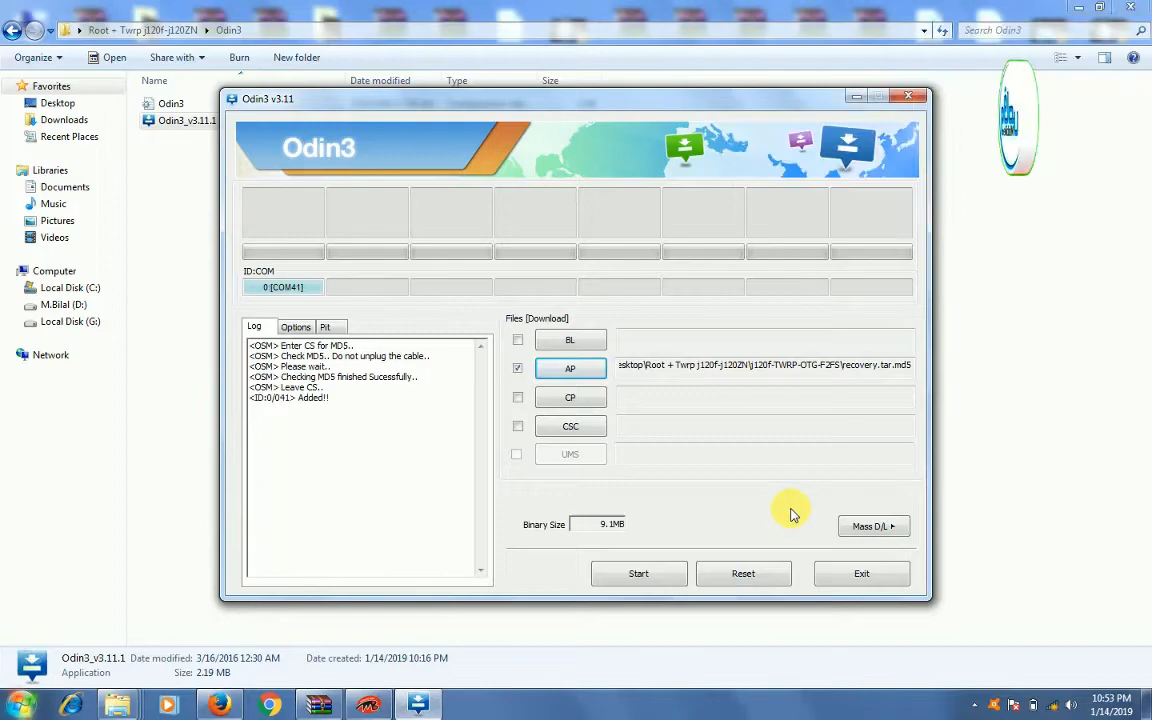 Root + Twrp j120f-j120ZN
Odin3
Search Odin3
Organize
Open
Share with
Burn
New folder
Name
Date modified
Type
Size
Favorites
Desktop
Downloads
Recent Places
Libraries
Documents
Music
Pictures
Videos
Computer
Local Disk (C:)
M.Bilal (D:)
Local Disk (G:)
Network
Odin3
Odin3_v3.11.1
Odin3 v3.11
Odin3
ID:COM
0:[COM41]
Log
Options
Pit
<OSM> Enter CS for MD5..
<OSM> Check MD5.. Do not unplug the cable..
<OSM> Please wait..
<OSM> Checking MD5 finished Sucessfully..
<OSM> Leave CS..
<ID:0/041> Added!!
Files [Download]
BL
AP
esktop\Root + Twrp j120f-j120ZN\j120f-TWRP-OTG-F2FS\recovery.tar.md5
CP
CSC
UMS
Binary Size
9.1MB
Mass D/L
Start
Reset
Exit
Odin3_v3.11.1 Date modified: 3/16/2016 12:30 AM Date created: 1/14/2019 10:16 PM
Application Size: 2.19 MB
10:53 PM
1/14/2019